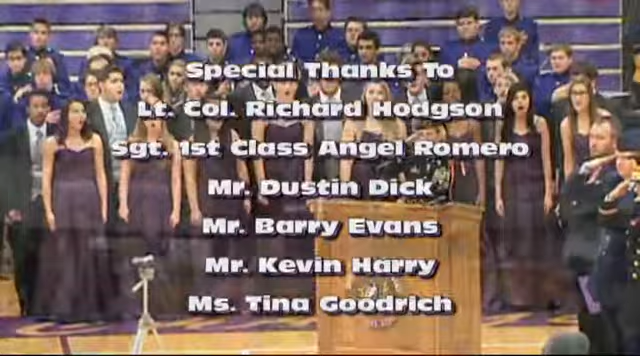 Special Thanks To
Lt. Col. Richard Hodgson
Sgt. 1st Class Angel Romero
Mr. Dustin Dick
Mr. Barry Evans
Mr. Kevin Harry
Ms. Tina Goodrich